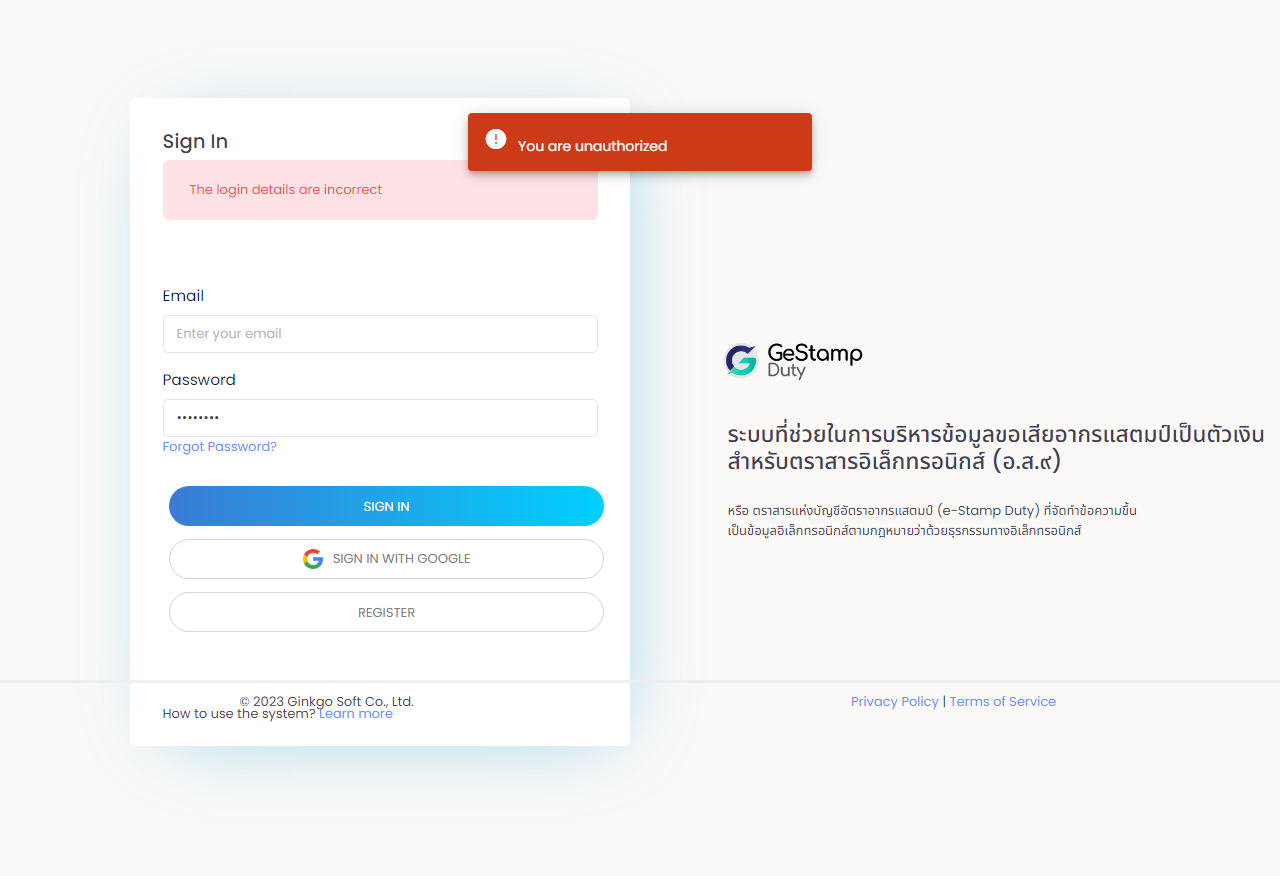 Sign In
You are unauthorized
The login details are incorrect
Email
Enter your email
Password
••••••••
Forgot Password?
SIGN IN
SIGN IN WITH GOOGLE
REGISTER
How to use the system? Learn more
GeStamp
Duty
ระบบที่ช่วยในการบริหารข้อมูลขอเสียอากรแสตมป์เป็นตัวเงิน
สำหรับตราสารอิเล็กทรอนิกส์ (อ.ส.๙)
หรือ ตราสารแห่งบัญชีอัตราอากรแสตมป์ (e-Stamp Duty) ที่จัดทำข้อความขึ้น
เป็นข้อมูลอิเล็กทรอนิกส์ตามกฎหมายว่าด้วยธุรกรรมทางอิเล็กทรอนิกส์
© 2023 Ginkgo Soft Co., Ltd.
Privacy Policy | Terms of Service